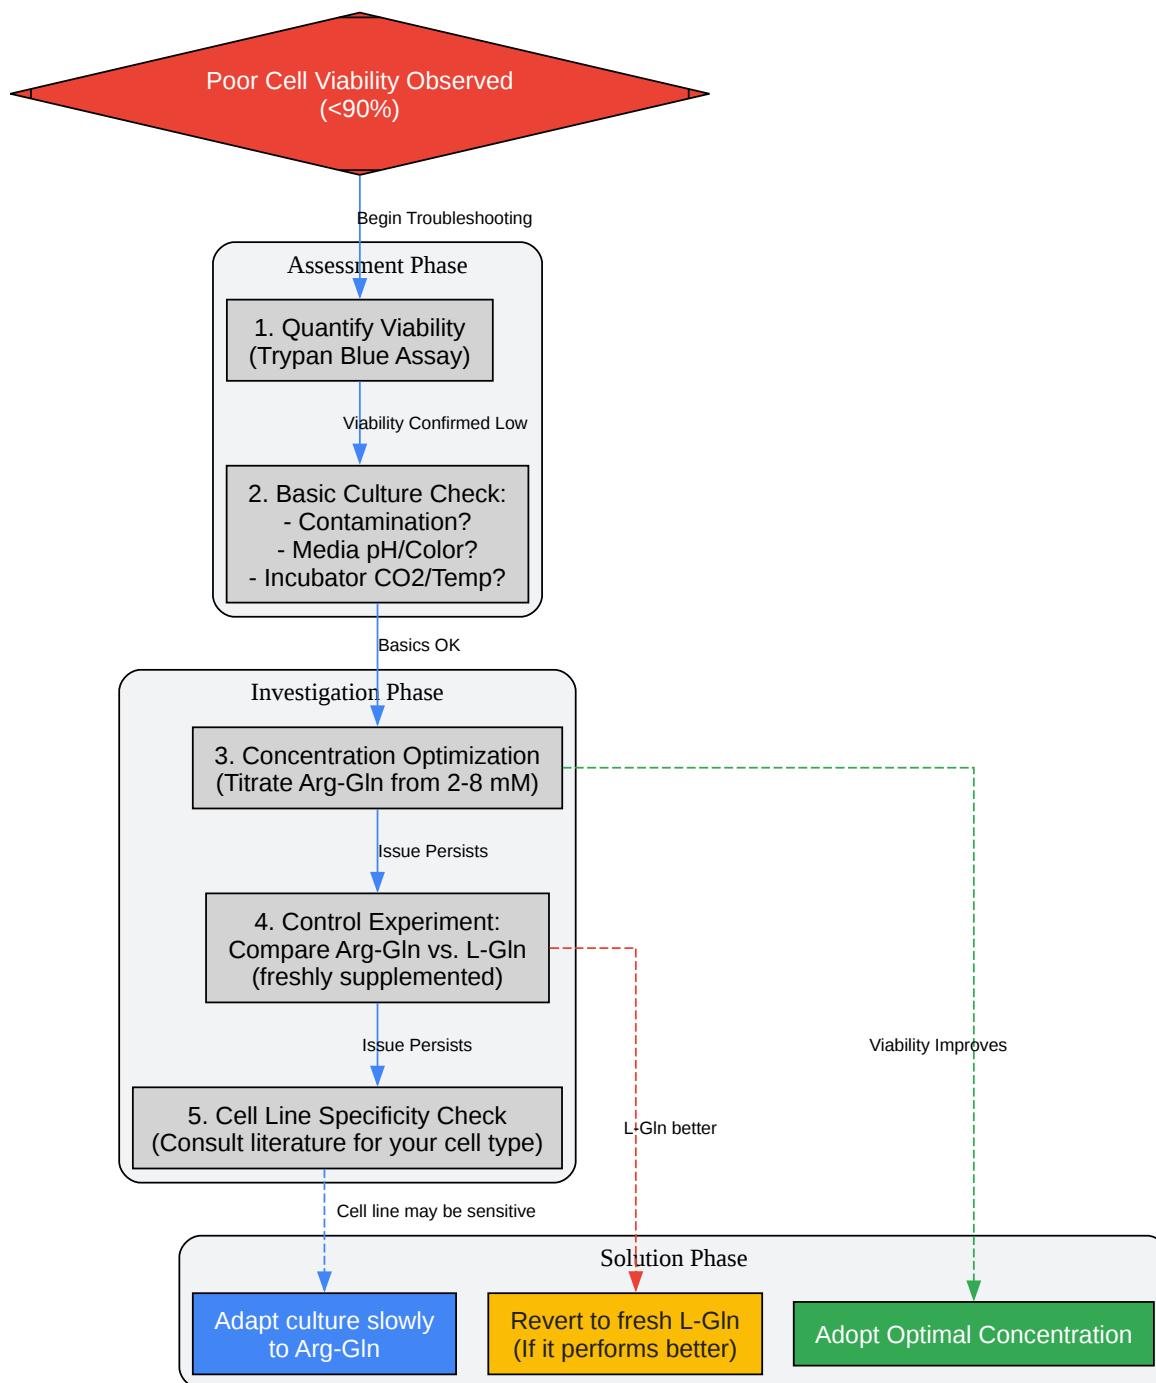 Poor Cell Viability Observed
(<90%)
Begin Troubleshooting
Assessment Phase
1. Quantify Viability
(Trypan Blue Assay)
Viability Confirmed Low
2. Basic Culture Check:
- Contamination?
- Media pH/Color?
- Incubator CO2/Temp?
Basics OK
Investigation Phase
3. Concentration Optimization
(Titrate Arg-Gln from 2-8 mM)
Issue Persists
4. Control Experiment:
Compare Arg-Gln vs. L-Gln
(freshly supplemented)
Issue Persists
Viability Improves
5. Cell Line Specificity Check
(Consult literature for your cell type)
L-Gln better
Cell line may be sensitive
Solution Phase
Adapt culture slowly
to Arg-Gln
Revert to fresh L-Gln
(If it performs better)
Adopt Optimal Concentration